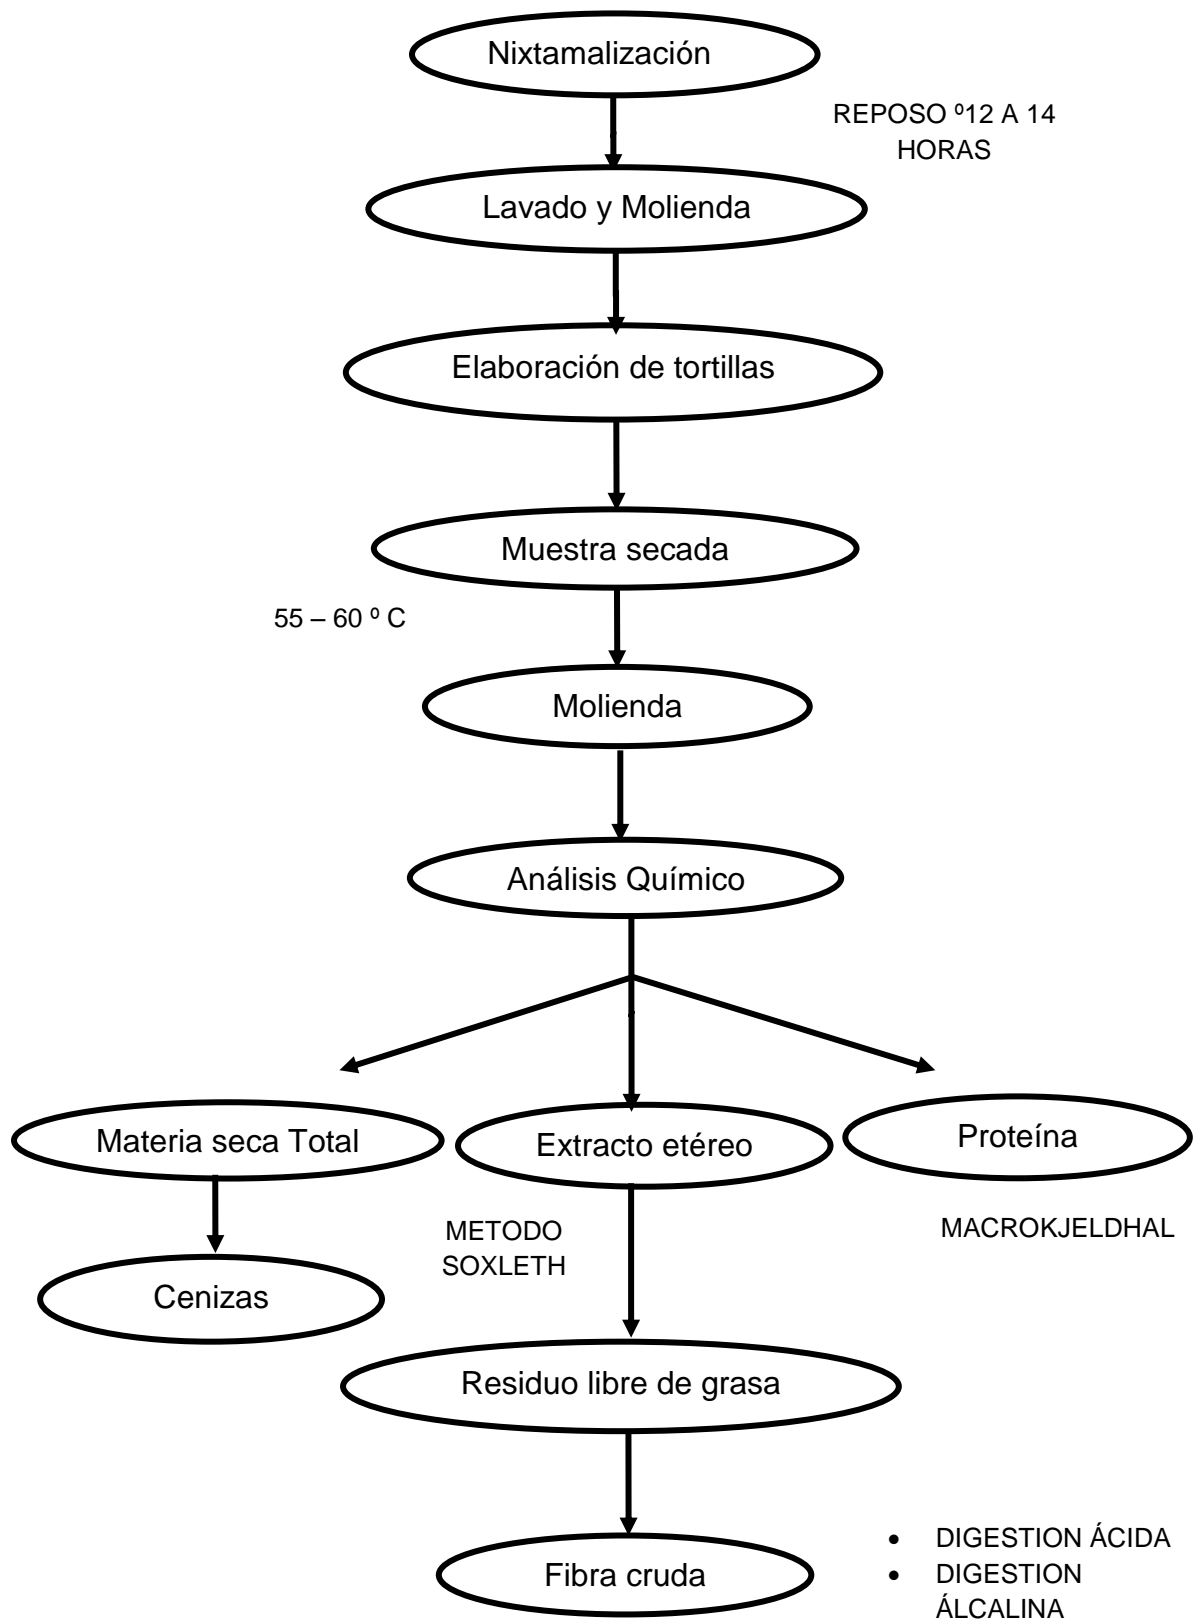 Nixtamalización
REPOSO º12 A 14
HORAS
Lavado y Molienda
Elaboración de tortillas
Muestra secada
55 – 60 º C
Molienda
Análisis Químico
Materia seca Total
Extracto etéreo
Proteína
METODO
SOXLETH
MACROKJELDHAL
Cenizas
Residuo libre de grasa
Fibra cruda
• DIGESTION ÁCIDA
• DIGESTION
ÁLCALINA